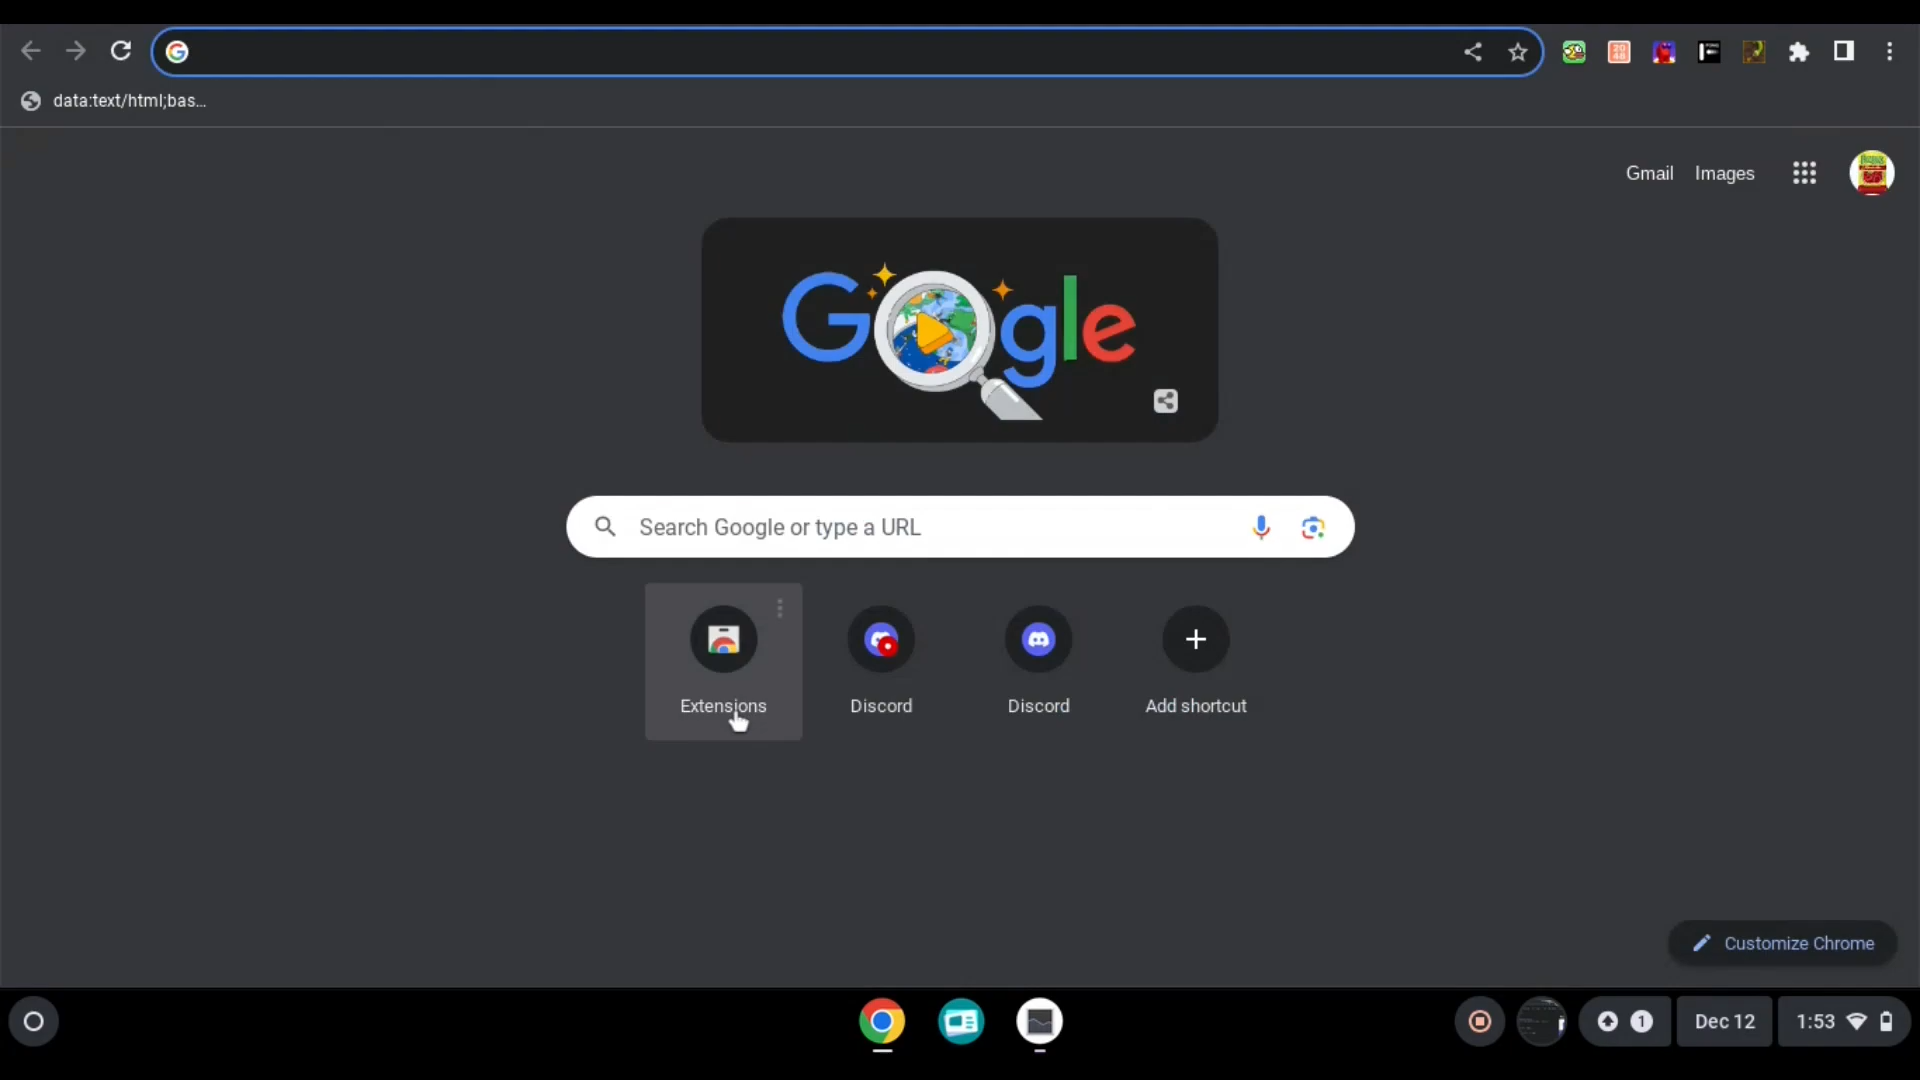 data:text/html;bas...
Gmail
Images
Google
Search Google or type a URL
Extensions
Discord
Discord
Add shortcut
Customize Chrome
1
Dec 12
1:53